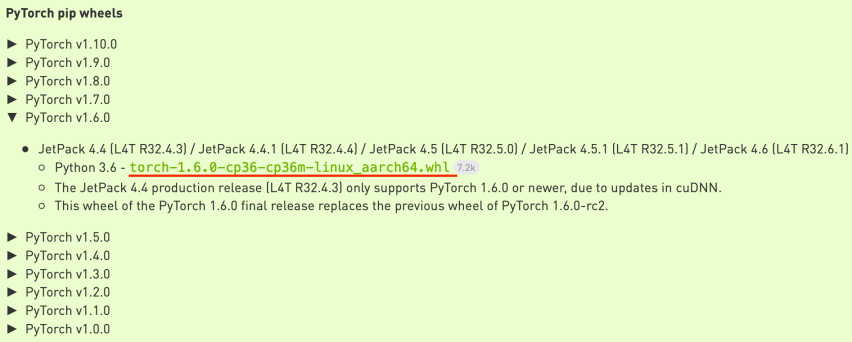 PyTorch pip wheels
► PyTorch v1.10.0
► PyTorch v1.9.0
► PyTorch v1.8.0
► PyTorch v1.7.0
▼ PyTorch v1.6.0
● JetPack 4.4 (L4T R32.4.3) / JetPack 4.4.1 (L4T R32.4.4) / JetPack 4.5 (L4T R32.5.0) / JetPack 4.5.1 (L4T R32.5.1) / JetPack 4.6 (L4T R32.6.1)
○ Python 3.6 - torch-1.6.0-cp36-cp36m-linux_aarch64.whl 7.2k
○ The JetPack 4.4 production release (L4T R32.4.3) only supports PyTorch 1.6.0 or newer, due to updates in cuDNN.
○ This wheel of the PyTorch 1.6.0 final release replaces the previous wheel of PyTorch 1.6.0-rc2.
► PyTorch v1.5.0
► PyTorch v1.4.0
► PyTorch v1.3.0
► PyTorch v1.2.0
► PyTorch v1.1.0
► PyTorch v1.0.0